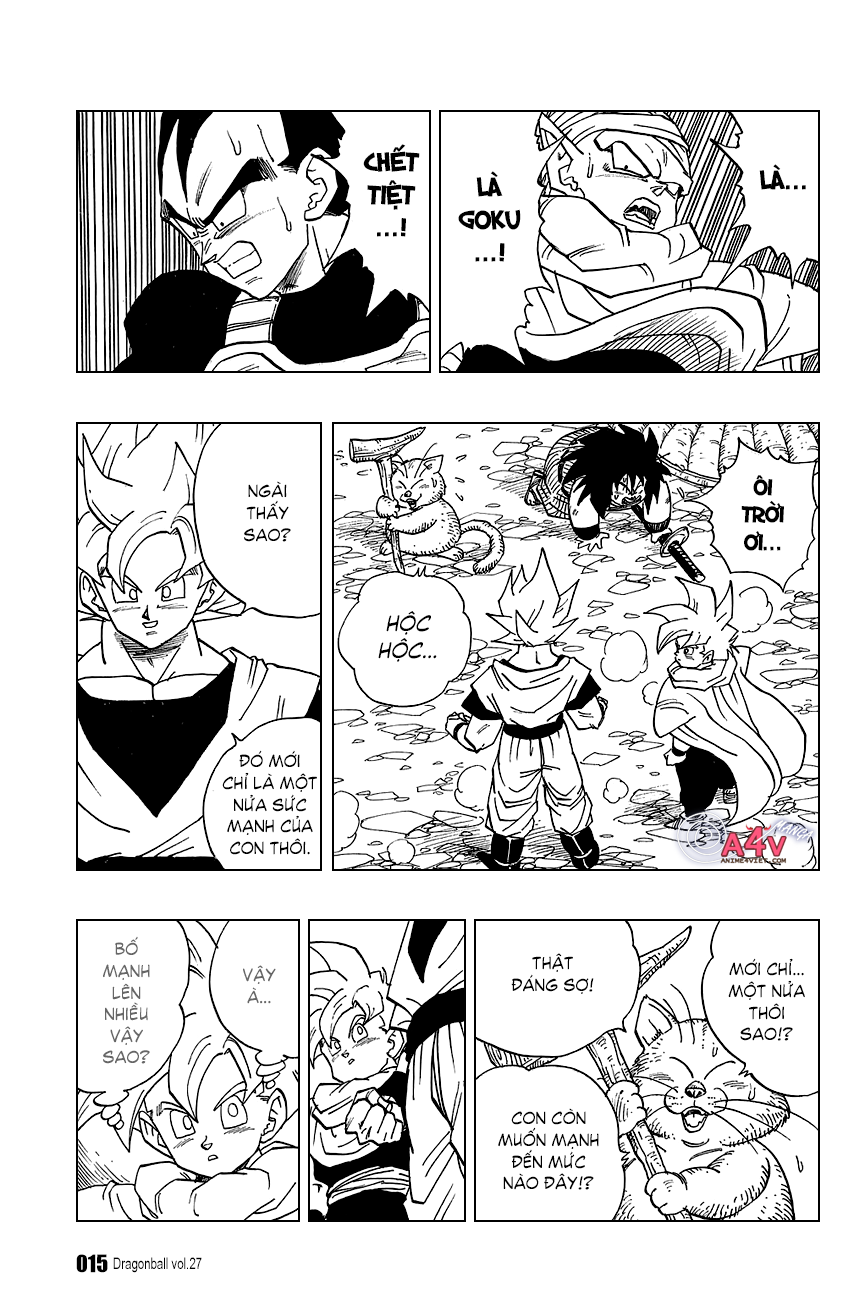 LÀ...
LÀ
GOKU
...!
CHẾT
TIỆT
...!
ÔI
TRỜI
ƠI...
HỘC
HỘC...
NGÀI
THẤY
SAO?
ĐÓ MỚI
CHỈ LÀ MỘT
NỬA SỨC
MẠNH CỦA
CON THÔI.
A4V
Manga
ANIME4VIET.COM
MỚI CHỈ...
MỘT NỬA
THÔI
SAO!?
THẬT
ĐÁNG SỢ!
CON CÒN
MUỐN MẠNH
ĐẾN MỨC
NÀO ĐÂY!?
VẬY
À...
BỐ
MẠNH
LÊN
NHIỀU
VẬY
SAO?
015 Dragonball vol.27